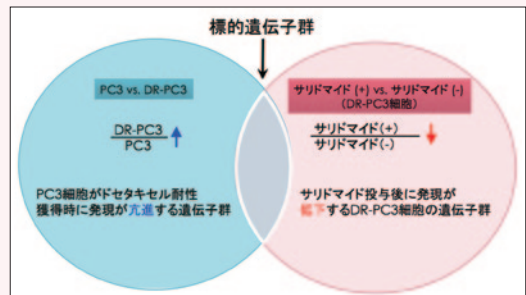 標的遺伝子群
PC3 vs. DR-PC3
DR-PC3
PC3
PC3細胞がドセタキセル耐性
獲得時に発現が亢進する遺伝子群
サリドマイド (+) vs. サリドマイド (-)
(DR-PC3細胞)
サリドマイド(+)
サリドマイド(-)
サリドマイド投与後に発現が
低下するDR-PC3細胞の遺伝子群